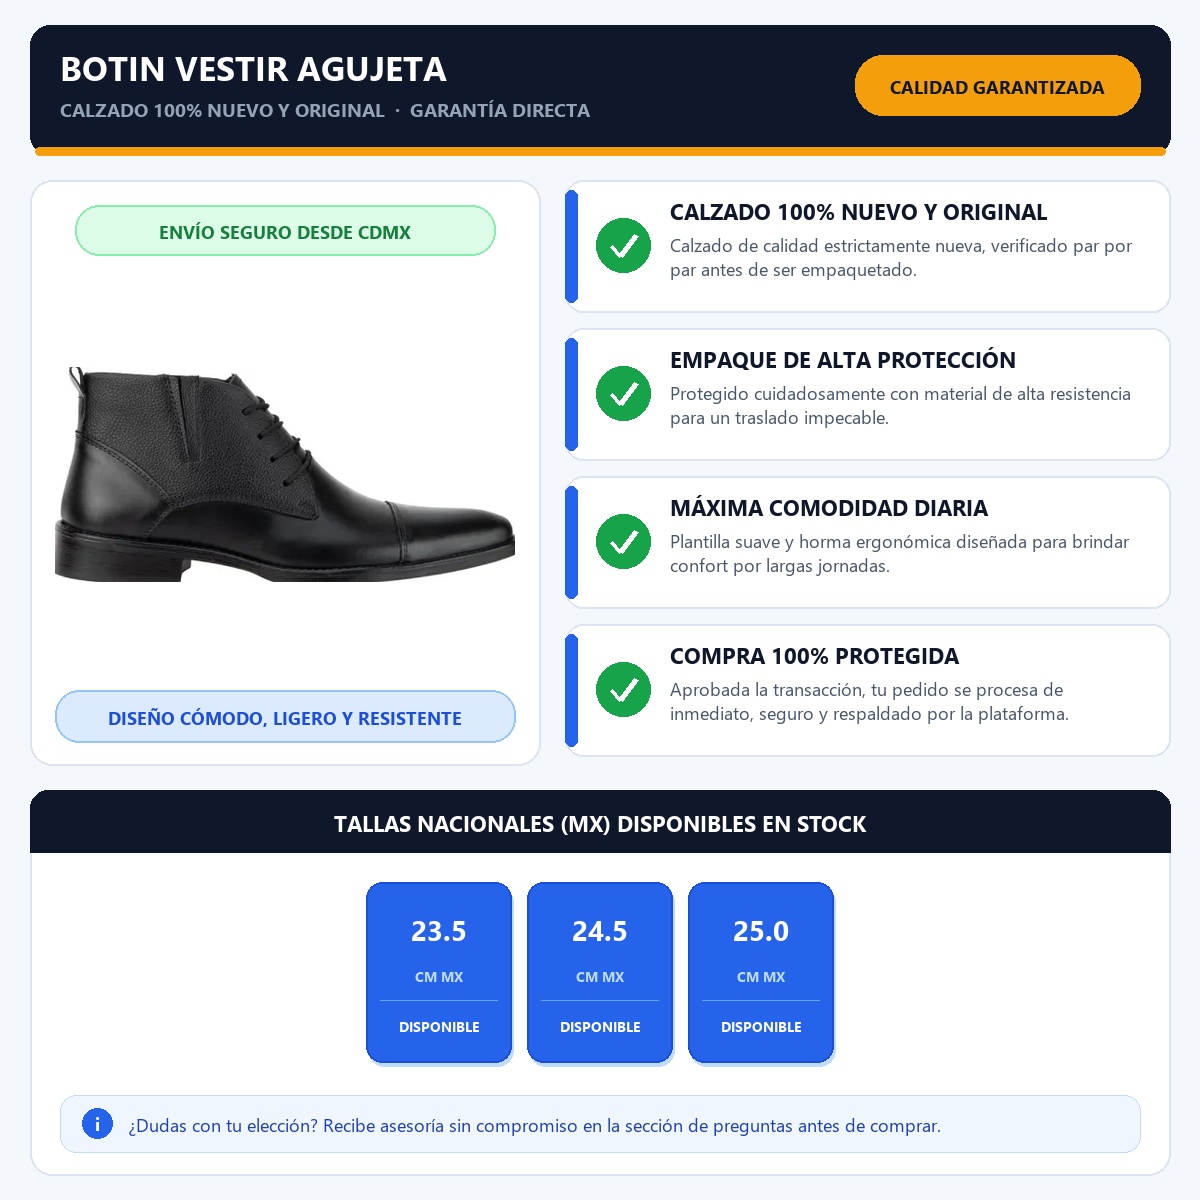 BOTIN VESTIR AGUJETA
CALZADO 100% NUEVO Y ORIGINAL · GARANTÍA DIRECTA
CALIDAD GARANTIZADA
ENVÍO SEGURO DESDE CDMX
DISEÑO CÓMODO, LIGERO Y RESISTENTE
CALZADO 100% NUEVO Y ORIGINAL
Calzado de calidad estrictamente nueva, verificado par por
par antes de ser empaquetado.
EMPAQUE DE ALTA PROTECCIÓN
Protegido cuidadosamente con material de alta resistencia
para un traslado impecable.
MÁXIMA COMODIDAD DIARIA
Plantilla suave y horma ergonómica diseñada para brindar
confort por largas jornadas.
COMPRA 100% PROTEGIDA
Aprobada la transacción, tu pedido se procesa de
inmediato, seguro y respaldado por la plataforma.
TALLAS NACIONALES (MX) DISPONIBLES EN STOCK
23.5
CM MX
DISPONIBLE
24.5
CM MX
DISPONIBLE
25.0
CM MX
DISPONIBLE
¿Dudas con tu elección? Recibe asesoría sin compromiso en la sección de preguntas antes de comprar.